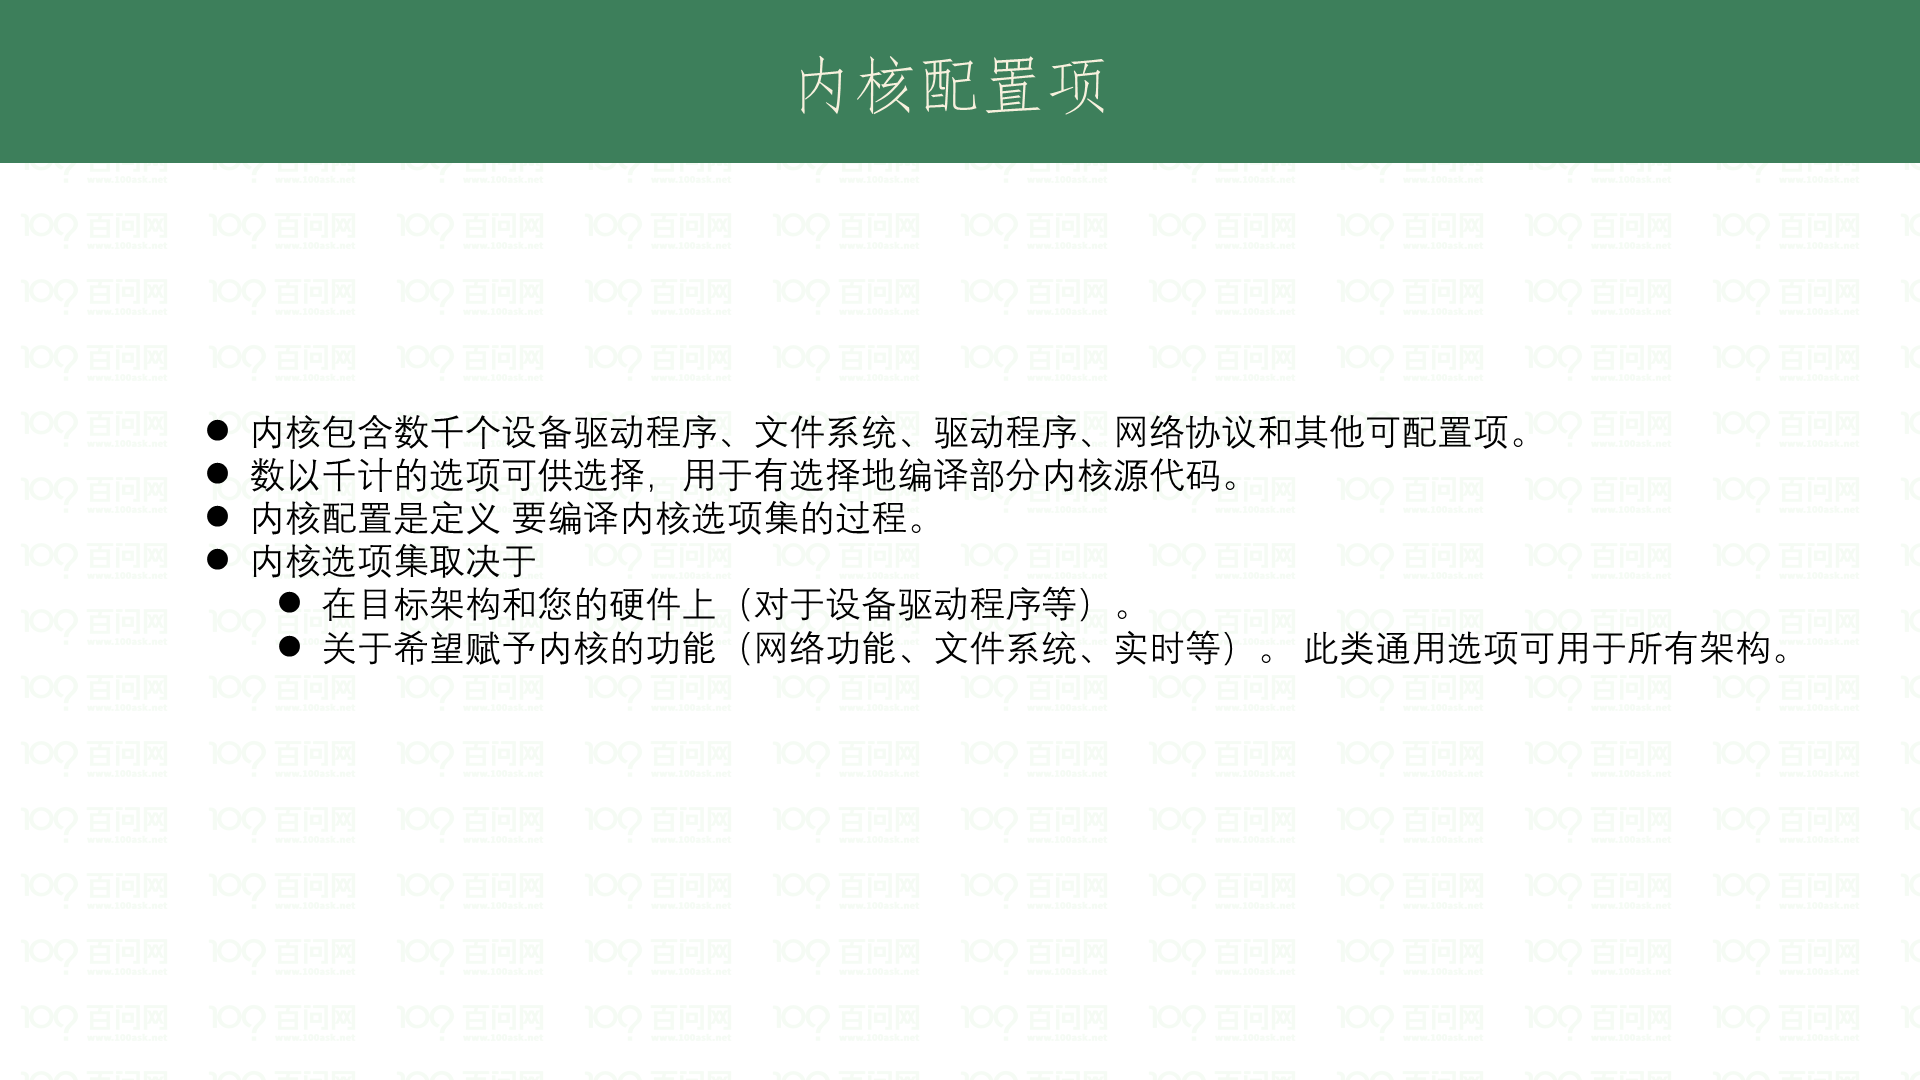 内核配置项
内核包含数千个设备驱动程序、文件系统、驱动程序、网络协议和其他可配置项。
数以千计的选项可供选择，用于有选择地编译部分内核源代码。
内核配置是定义 要编译内核选项集的过程。
内核选项集取决于
在目标架构和您的硬件上（对于设备驱动程序等）。
关于希望赋予内核的功能（网络功能、文件系统、实时等）。 此类通用选项可用于所有架构。
百问网
www.100ask.net